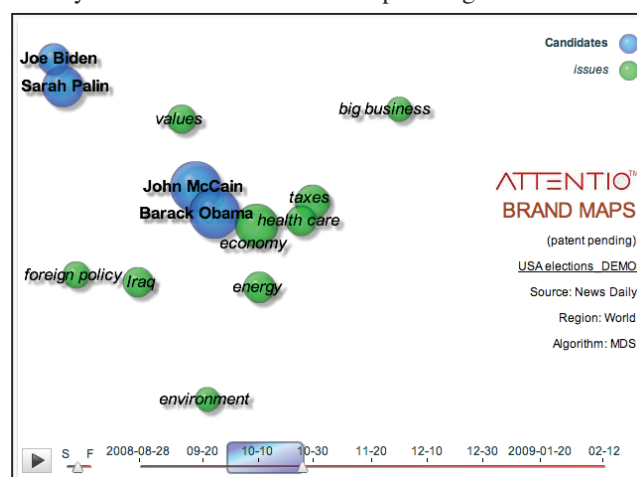 Joe Biden
Sarah Palin
values
big business
Candidates
issues
John McCain
Barack Obama
taxes
health care
economy
foreign policy
Iraq
energy
environment
ATTENTIO™
BRAND MAPS
(patent pending)
USA elections_DEMO
Source: News Daily
Region: World
Algorithm: MDS
S F 2008-08-28 09-20 10-10 10-30 11-20 12-10 12-30 2009-01-20 02-12